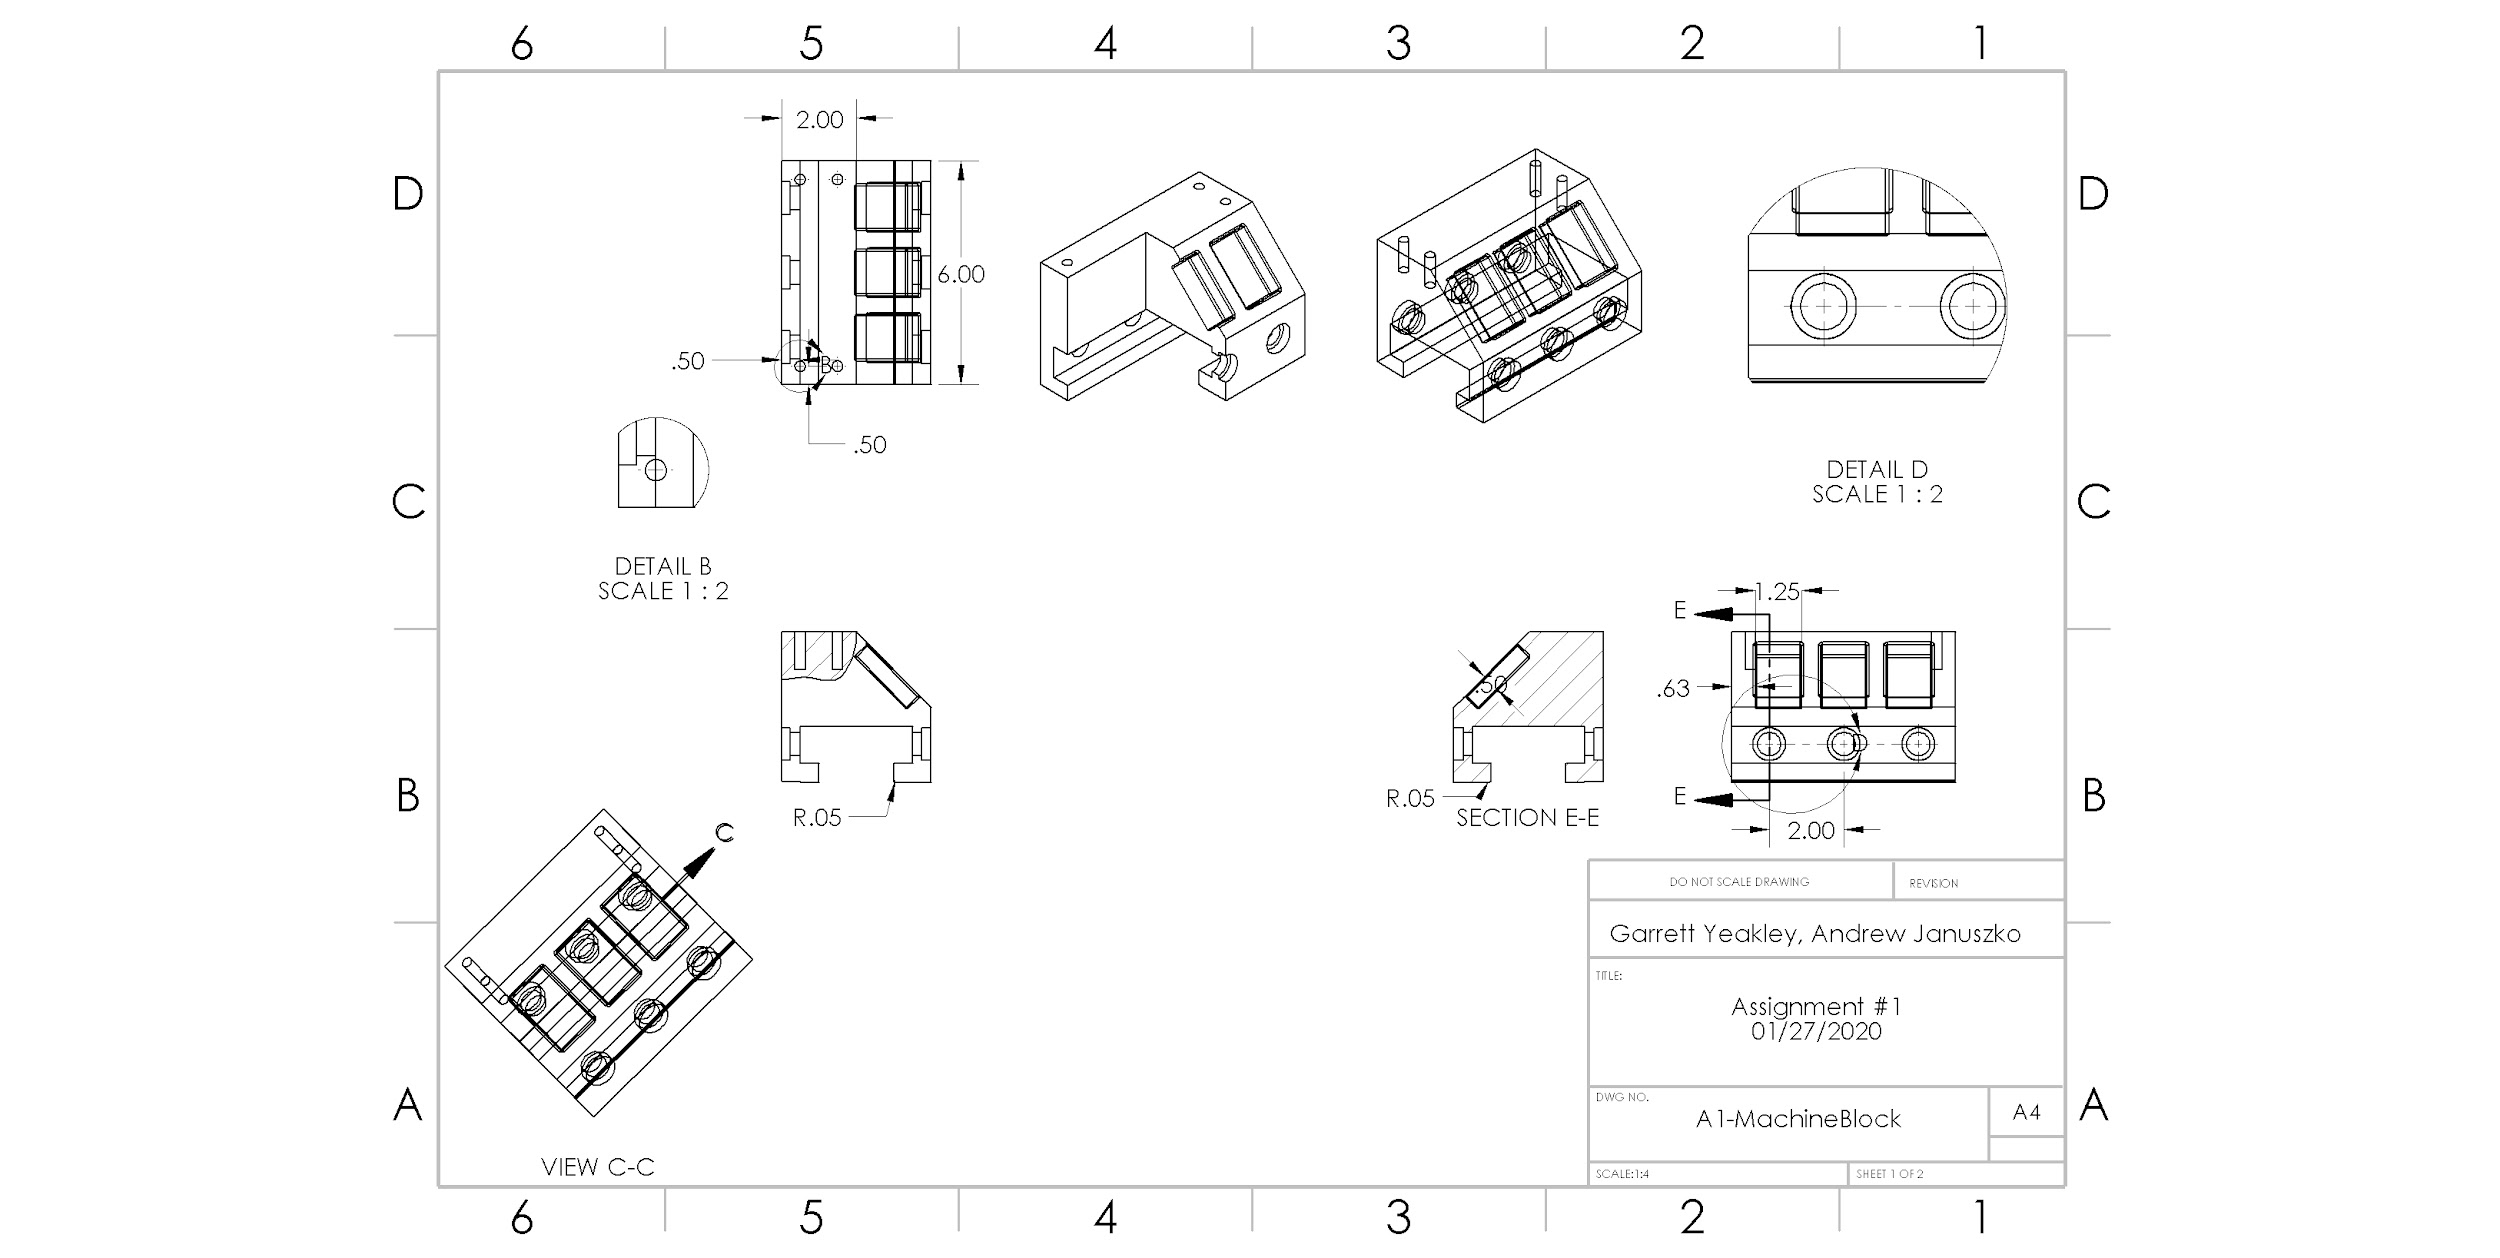 6 5 4 3 2 1
D D
2.00
6.00
.50
B
.50
DETAIL D
SCALE 1 : 2
C C
DETAIL B
SCALE 1 : 2
1.25
E
.50
.63
D
B B
E
R.05
R.05
SECTION E-E
2.00
C
DO NOT SCALE DRAWING
REVISION
Garrett Yeakley, Andrew Januszko
TITLE:
Assignment #1
01/27/2020
DWG NO.
A1-MachineBlock
A4
A A
VIEW C-C
SCALE:1:4
SHEET 1 OF 2
6 5 4 3 2 1